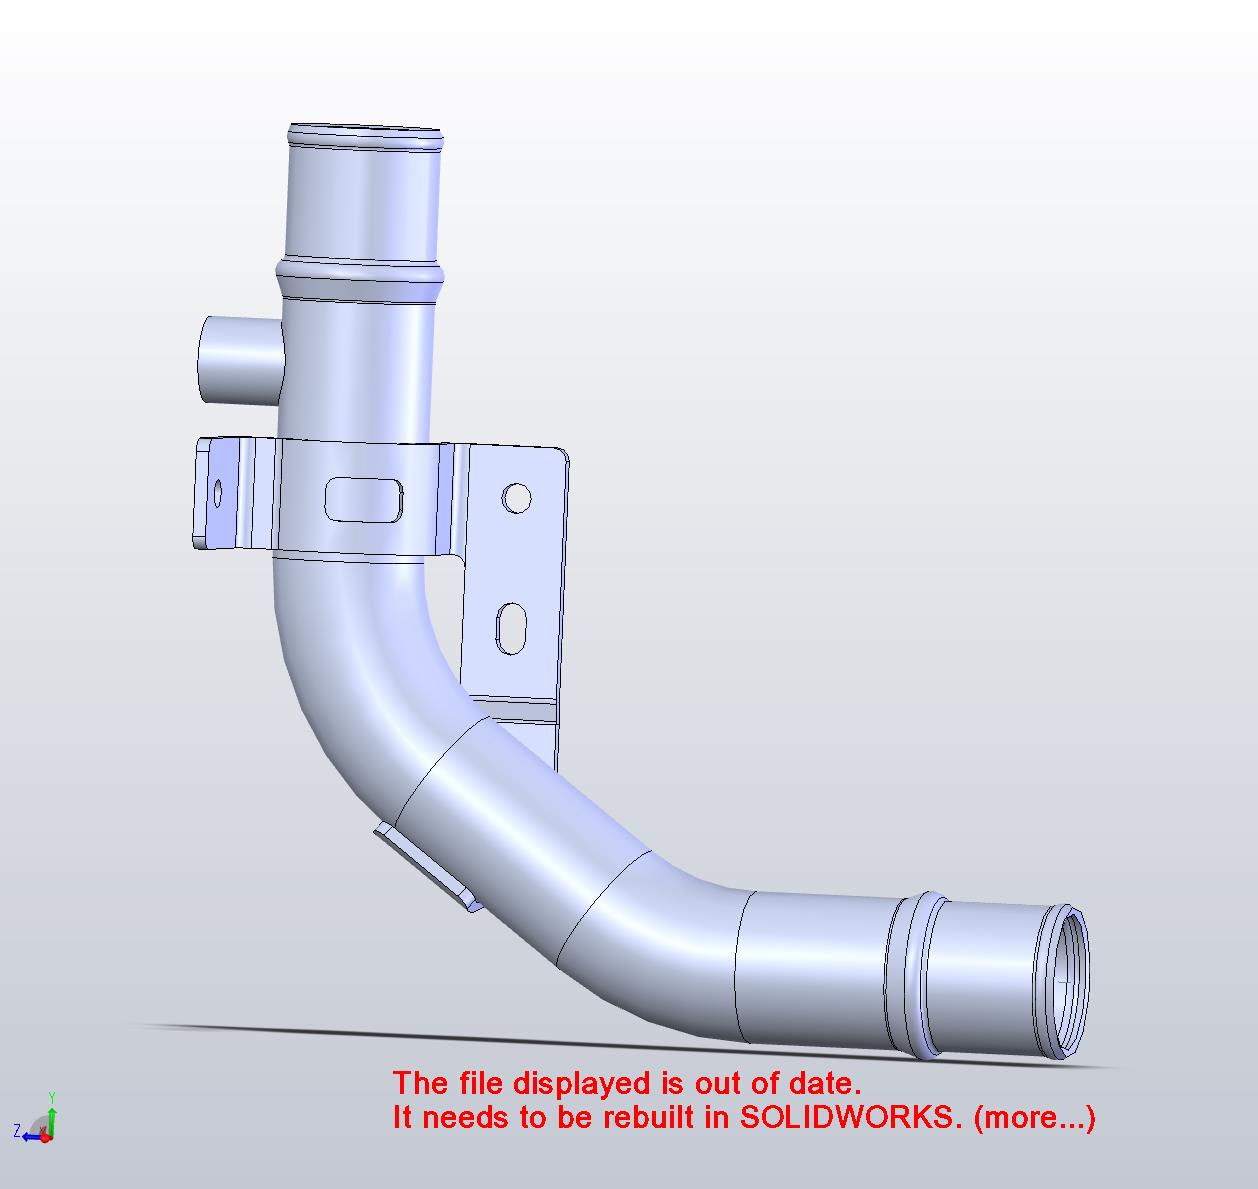 The file displayed is out of date.
It needs to be rebuilt in SOLIDWORKS. (more...)
Y
Z